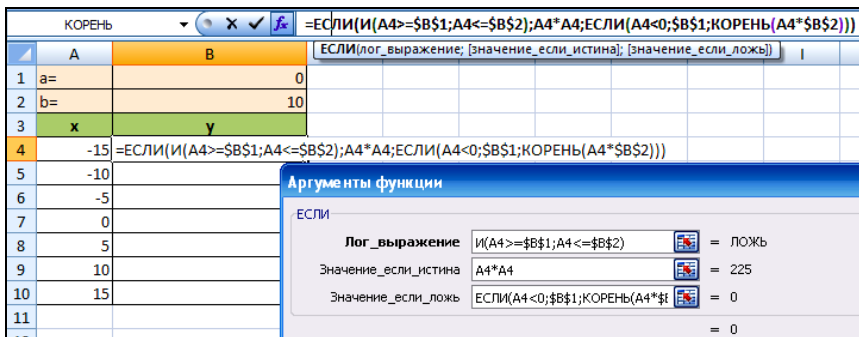 КОРЕНЬ =ЕСЛИ(И(A4>=$B$1;A4<=$B$2);A4*A4;ЕСЛИ(A4<0;$B$1;КОРЕНЬ(A4*$B$2)))
ЕСЛИ(лог_выражение; [значение_если_истина]; [значение_если_ложь])
A B I
1 a= 0
2 b= 10
3 x y
4 -15 =ЕСЛИ(И(A4>=$B$1;A4<=$B$2);A4*A4;ЕСЛИ(A4<0;$B$1;КОРЕНЬ(A4*$B$2)))
5 -10
6 -5
7 0
8 5
9 10
10 15
11
Аргументы функции
ЕСЛИ
Лог_выражение И(A4>=$B$1;A4<=$B$2) = ЛОЖЬ
Значение_если_истина A4*A4 = 225
Значение_если_ложь ЕСЛИ(A4<0;$B$1;КОРЕНЬ(A4*$ = 0
= 0